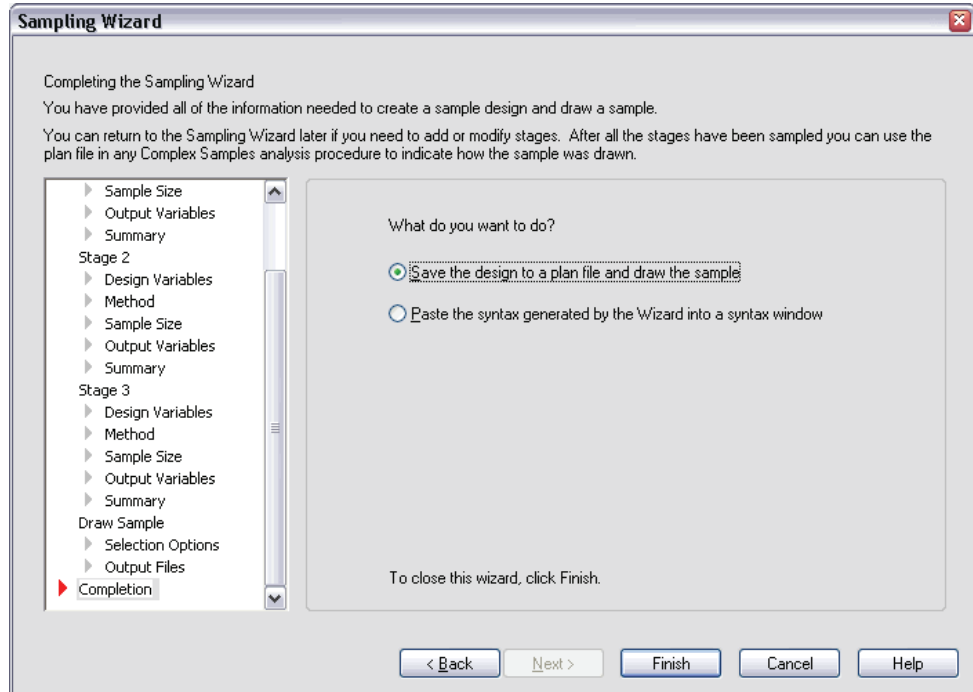 Sampling Wizard
Completing the Sampling Wizard
You have provided all of the information needed to create a sample design and draw a sample.
You can return to the Sampling Wizard later if you need to add or modify stages. After all the stages have been sampled you can use the
plan file in any Complex Samples analysis procedure to indicate how the sample was drawn.
Sample Size
Output Variables
Summary
Stage 2
Design Variables
Method
Sample Size
Output Variables
Summary
Stage 3
Design Variables
Method
Sample Size
Output Variables
Summary
Draw Sample
Selection Options
Output Files
Completion
What do you want to do?
Save the design to a plan file and draw the sample
Paste the syntax generated by the Wizard into a syntax window
To close this wizard, click Finish.
< Back
Next >
Finish
Cancel
Help